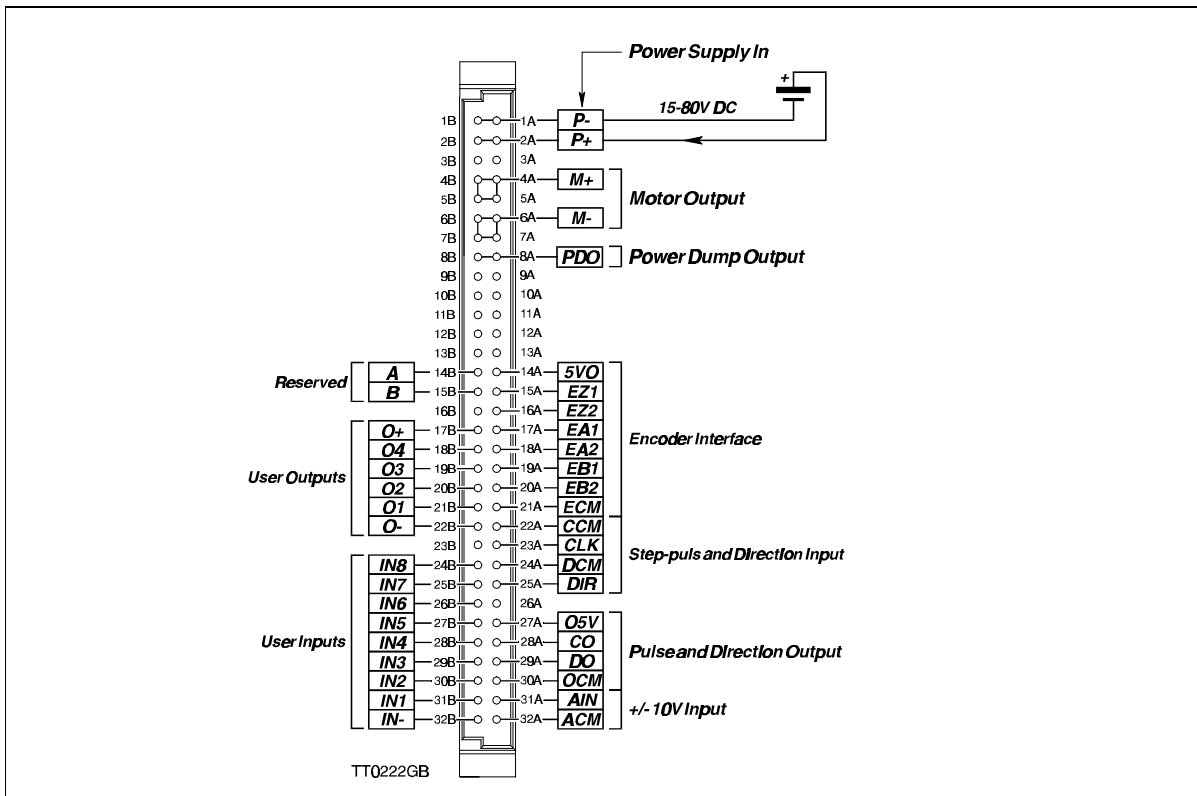 Power Supply In
+
15-80V DC
1B 1A P-
2B 2A P+
3B 3A
4B 4A M+
5B 5A
Motor Output
6B 6A M-
7B 7A
8B 8A PDO Power Dump Output
9B 9A
10B 10A
11B 11A
12B 12A
13B 13A
Reserved
A 14B 14A 5VO
B 15B 15A EZ1
16B 16A EZ2
O+ 17B 17A EA1
Encoder Interface
O4 18B 18A EA2
O3 19B 19A EB1
User Outputs
O2 20B 20A EB2
O1 21B 21A ECM
O- 22B 22A CCM
23B 23A CLK
Step-puls and Direction Input
IN8 24B 24A DCM
IN7 25B 25A DIR
IN6 26B 26A
IN5 27B 27A O5V
User Inputs
IN4 28B 28A CO
Pulse and Direction Output
IN3 29B 29A DO
IN2 30B 30A OCM
IN1 31B 31A AIN
+/- 10V Input
IN- 32B 32A ACM
TT0222GB